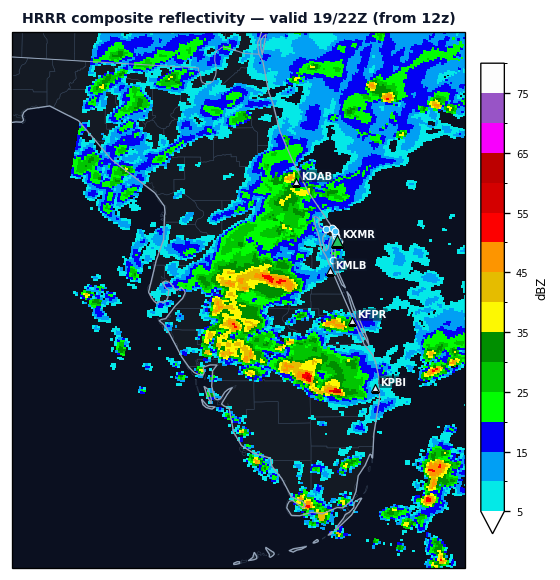 HRRR composite reflectivity — valid 19/22Z (from 12z)
KDAB
KXMR
KMLB
KFPR
KPBI
75
65
55
45
35
25
15
5
dBZ